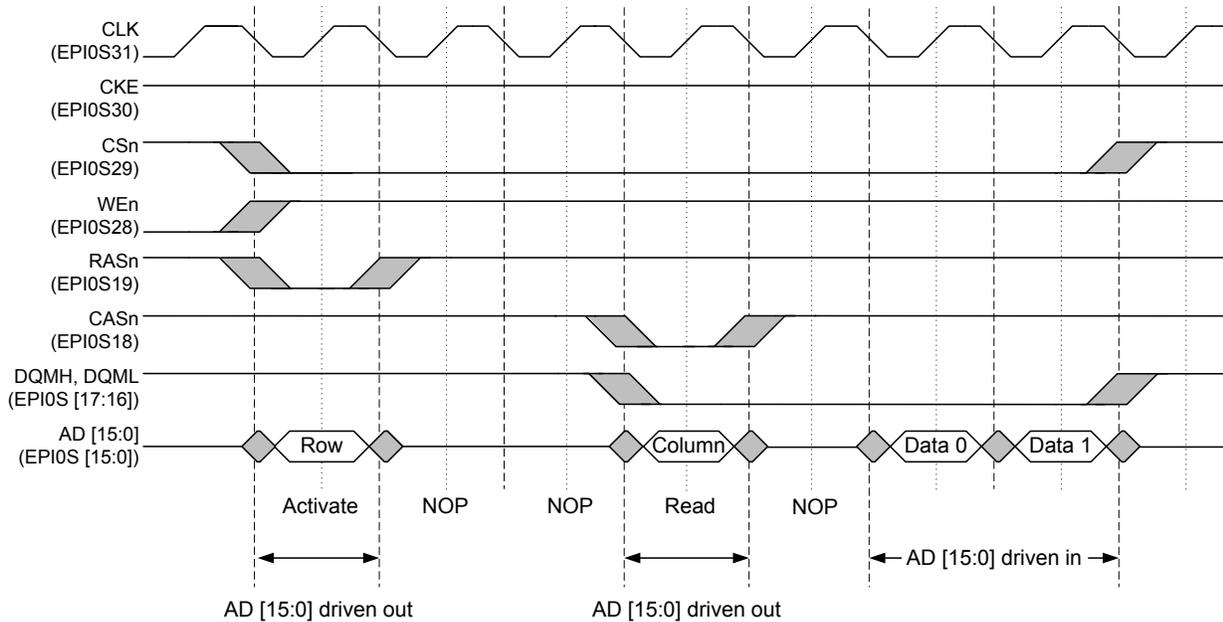 CLK
(EPI0S31)
CKE
(EPI0S30)
CSn
(EPI0S29)
WEn
(EPI0S28)
RASn
(EPI0S19)
CASn
(EPI0S18)
DQMH, DQML
(EPI0S [17:16])
AD [15:0]
(EPI0S [15:0])
Row
Column
Data 0
Data 1
Activate
NOP
NOP
Read
NOP
AD [15:0] driven in
AD [15:0] driven out
AD [15:0] driven out